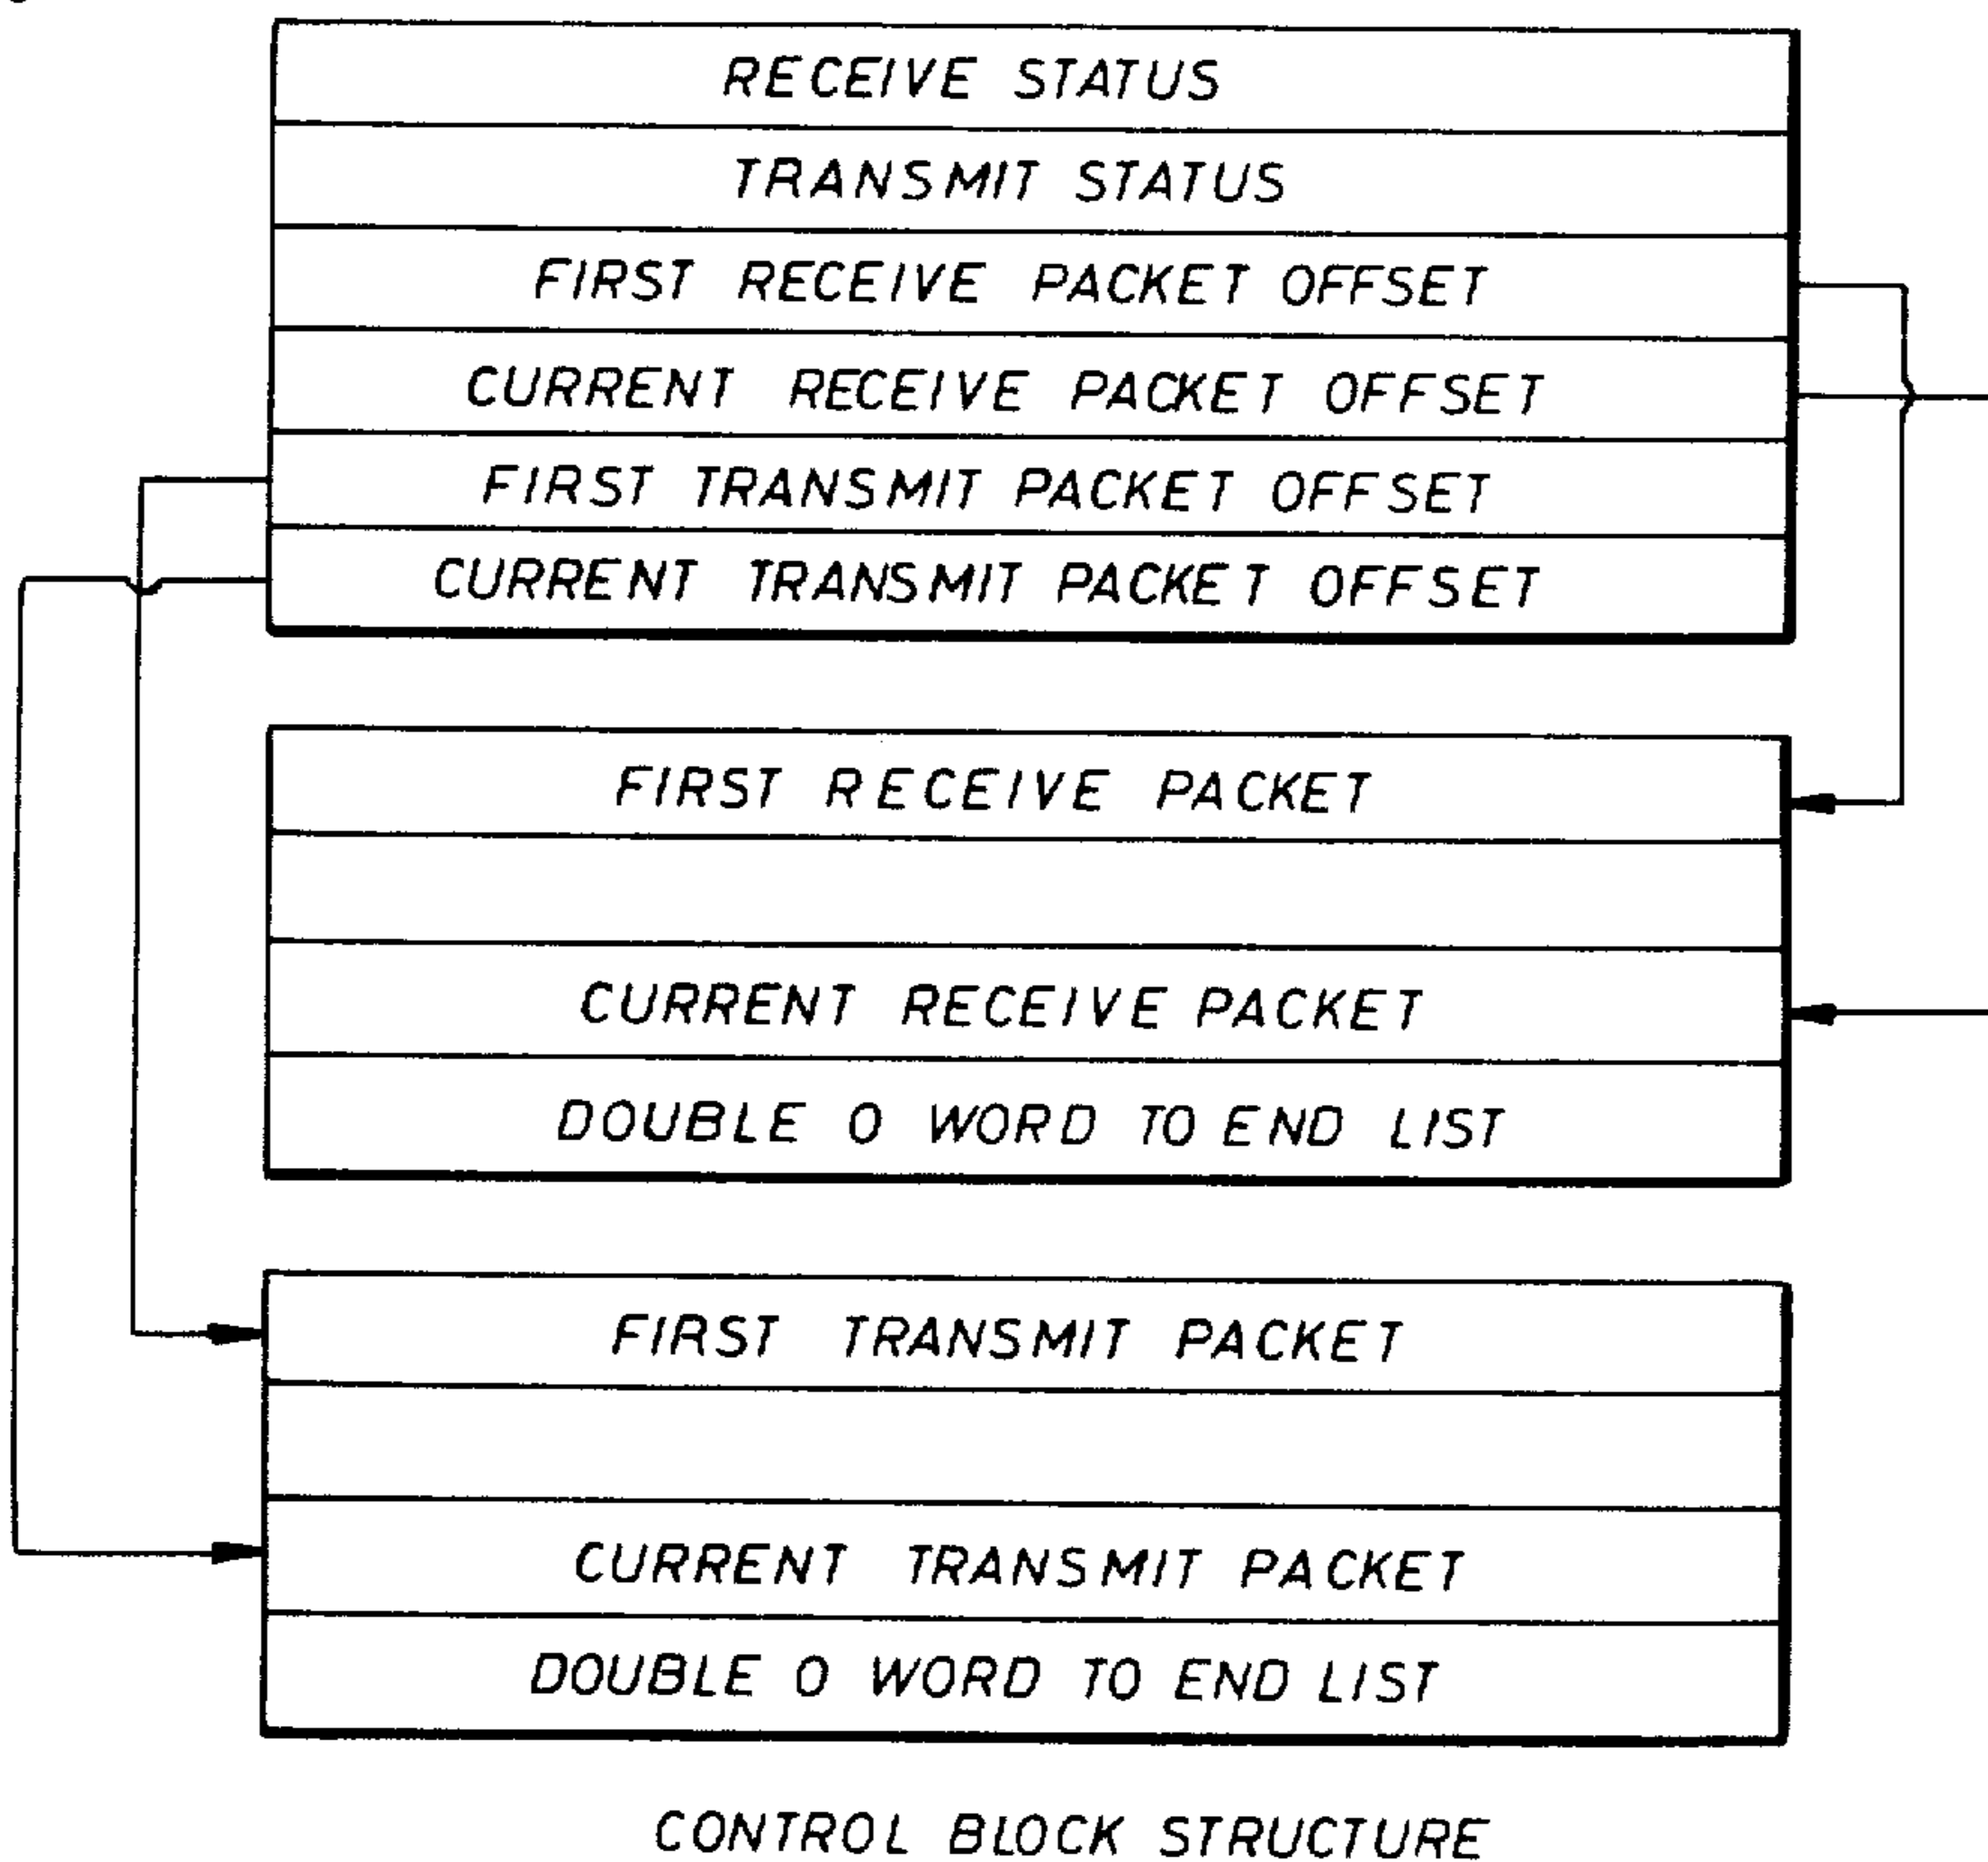 RECEIVE STATUS
TRANSMIT STATUS
FIRST RECEIVE PACKET OFFSET
CURRENT RECEIVE PACKET OFFSET
FIRST TRANSMIT PACKET OFFSET
CURRENT TRANSMIT PACKET OFFSET
FIRST RECEIVE PACKET
CURRENT RECEIVE PACKET
DOUBLE 0 WORD TO END LIST
FIRST TRANSMIT PACKET
CURRENT TRANSMIT PACKET
DOUBLE 0 WORD TO END LIST
CONTROL BLOCK STRUCTURE